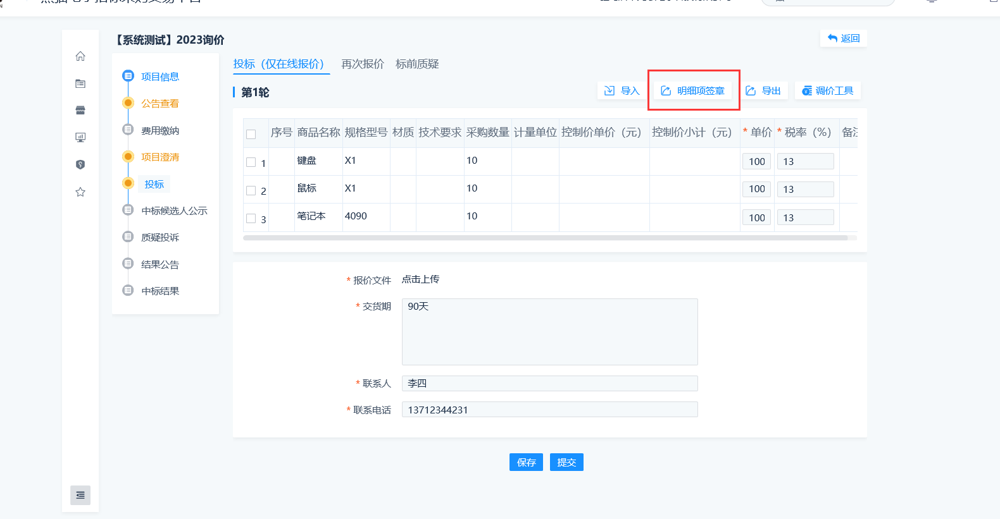 【系统测试】2023询价
返回
项目信息
公告查看
费用缴纳
项目澄清
投标
中标候选人公示
质疑投诉
结果公告
中标结果
投标（仅在线报价） 再次报价 标前质疑
第1轮
导入 明细项签章 导出 调价工具
序号 商品名称 规格型号 材质 技术要求 采购数量 计量单位 控制价单价（元） 控制价小计（元） * 单价 * 税率（%） 备注
1 键盘 X1 10 100 13
2 鼠标 X1 10 100 13
3 笔记本 4090 10 100 13
* 报价文件 点击上传
* 交货期 90天
* 联系人 李四
* 联系电话 13712344231
保存 提交